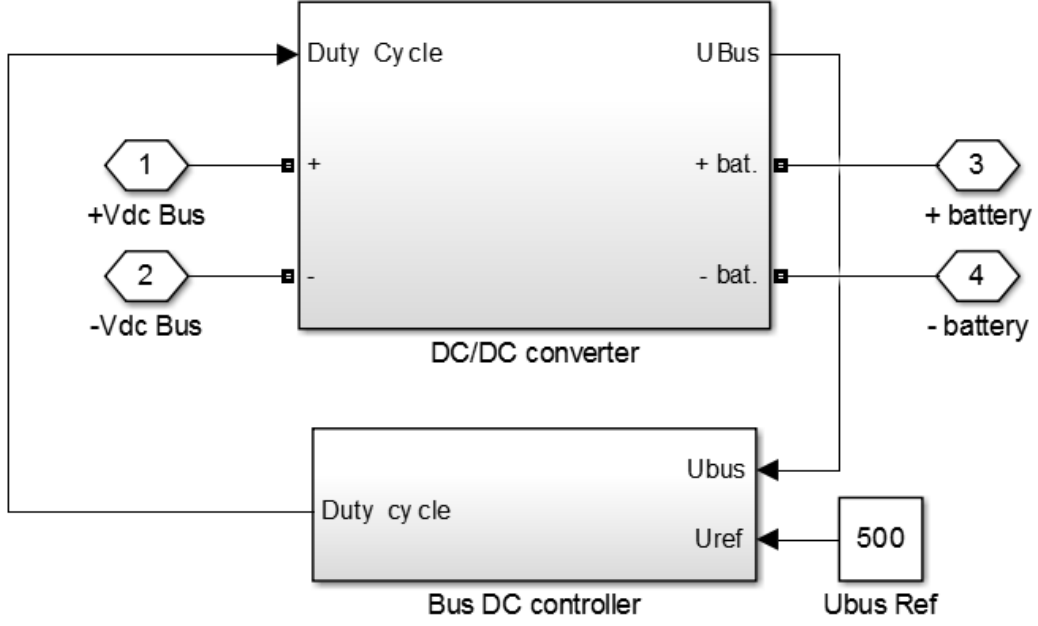 Duty Cycle
UBus
1
+
+ bat.
3
+Vdc Bus
+ battery
2
-
- bat.
4
-Vdc Bus
- battery
DC/DC converter
Ubus
Duty cycle
Uref
500
Bus DC controller
Ubus Ref